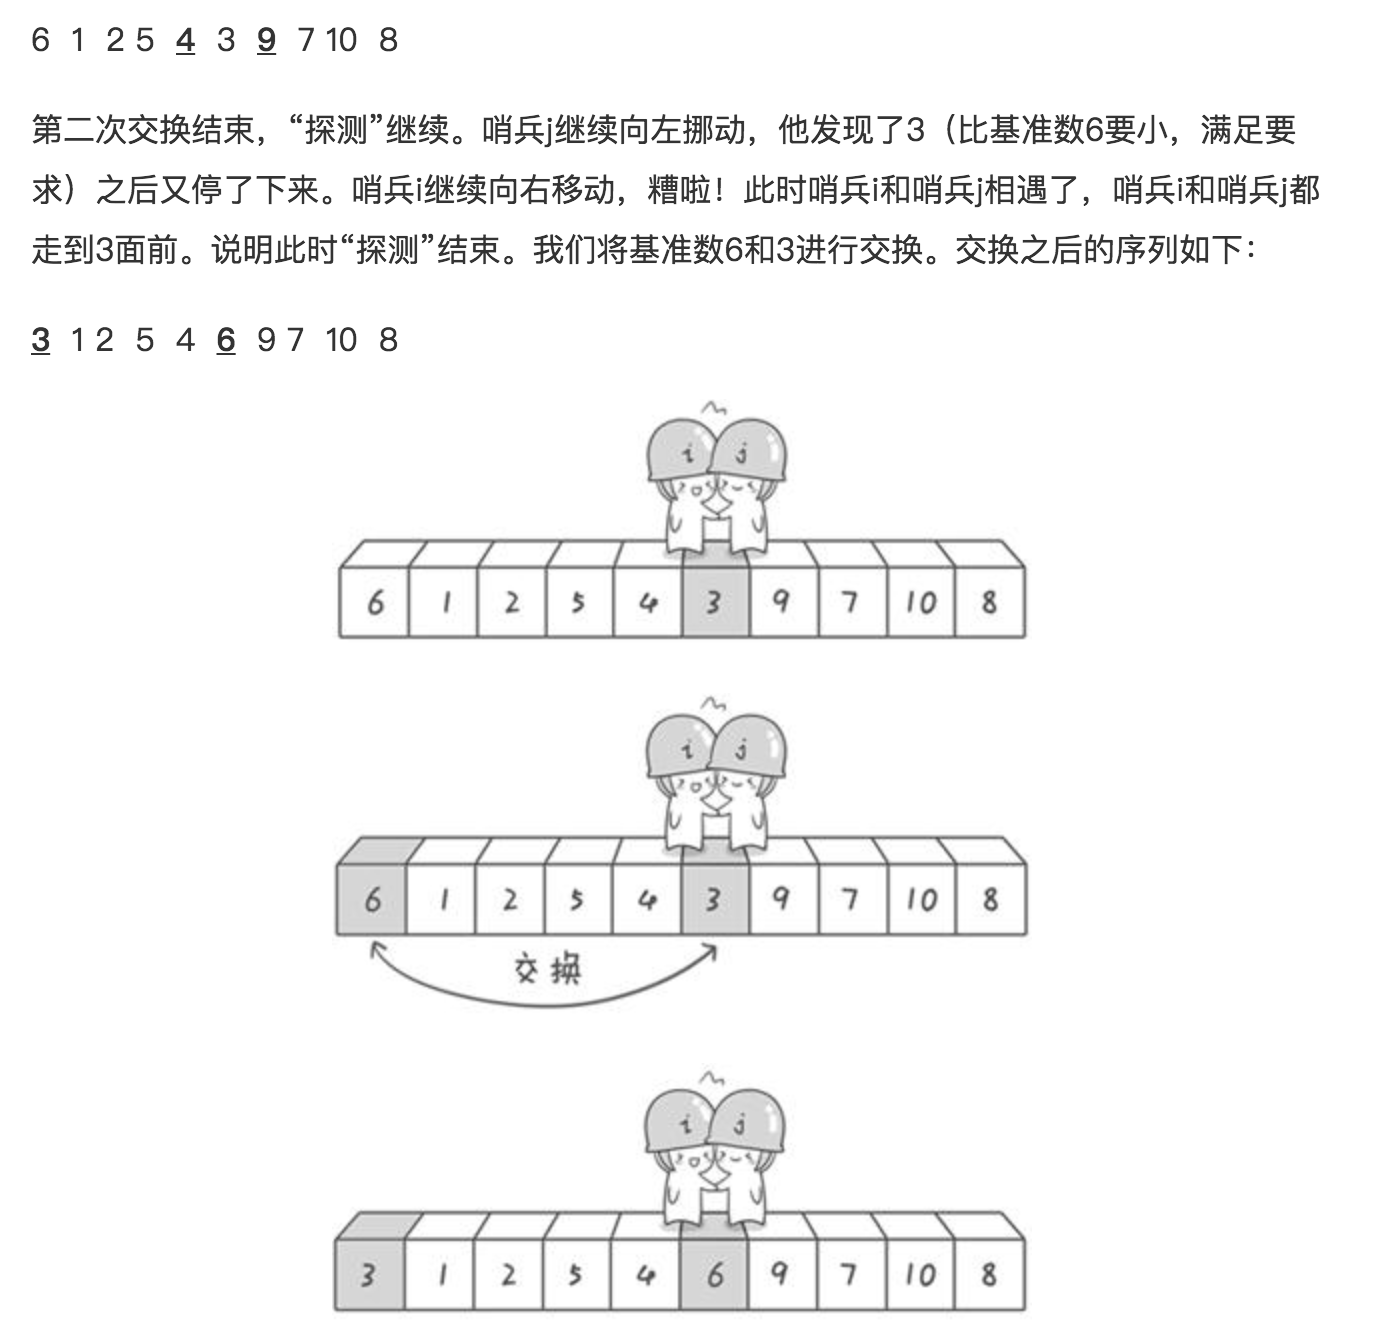 6 1 2 5 4 3 9 7 10 8
第二次交换结束，“探测”继续。哨兵j继续向左挪动，他发现了3（比基准数6要小，满足要
求）之后又停了下来。哨兵i继续向右移动，糟啦！此时哨兵i和哨兵j相遇了，哨兵i和哨兵j都
走到3面前。说明此时“探测”结束。我们将基准数6和3进行交换。交换之后的序列如下：
3 1 2 5 4 6 9 7 10 8
i j
6 1 2 5 4 3 9 7 10 8
i j
6 1 2 5 4 3 9 7 10 8
交换
i j
3 1 2 5 4 6 9 7 10 8